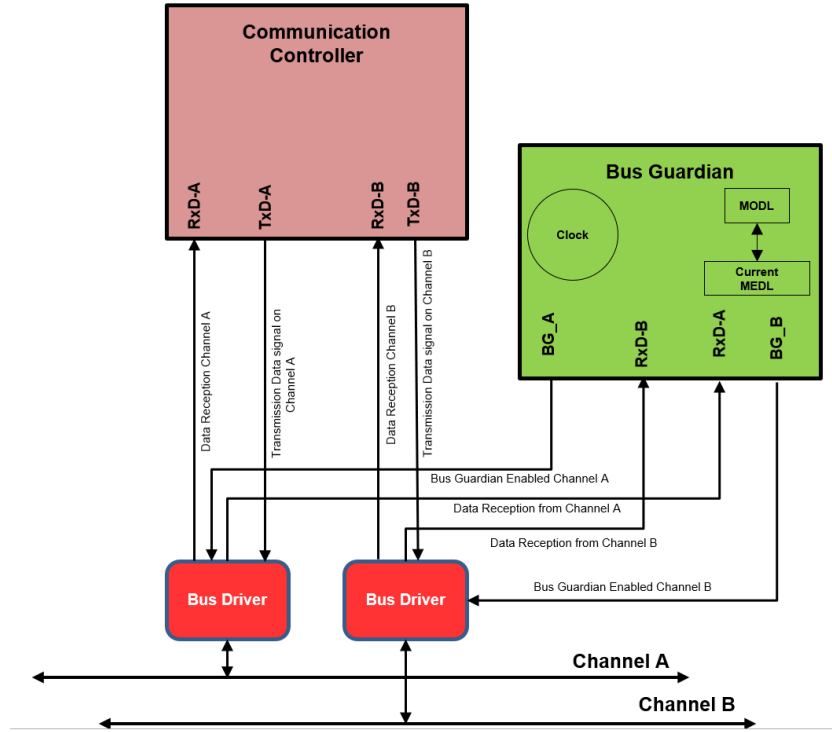 Communication
Controller
RxD-A
TxD-A
RxD-B
TxD-B
Bus Guardian
Clock
MODL
Current
MEDL
BG_A
RxD-B
RxD-A
BG_B
Data Reception Channel A
Transmission Data signal on
Channel A
Data Reception Channel B
Transmission Data signal on Channel B
Bus Guardian Enabled Channel A
Data Reception from Channel A
Data Reception from Channel B
Bus Guardian Enabled Channel B
Bus Driver
Bus Driver
Channel A
Channel B